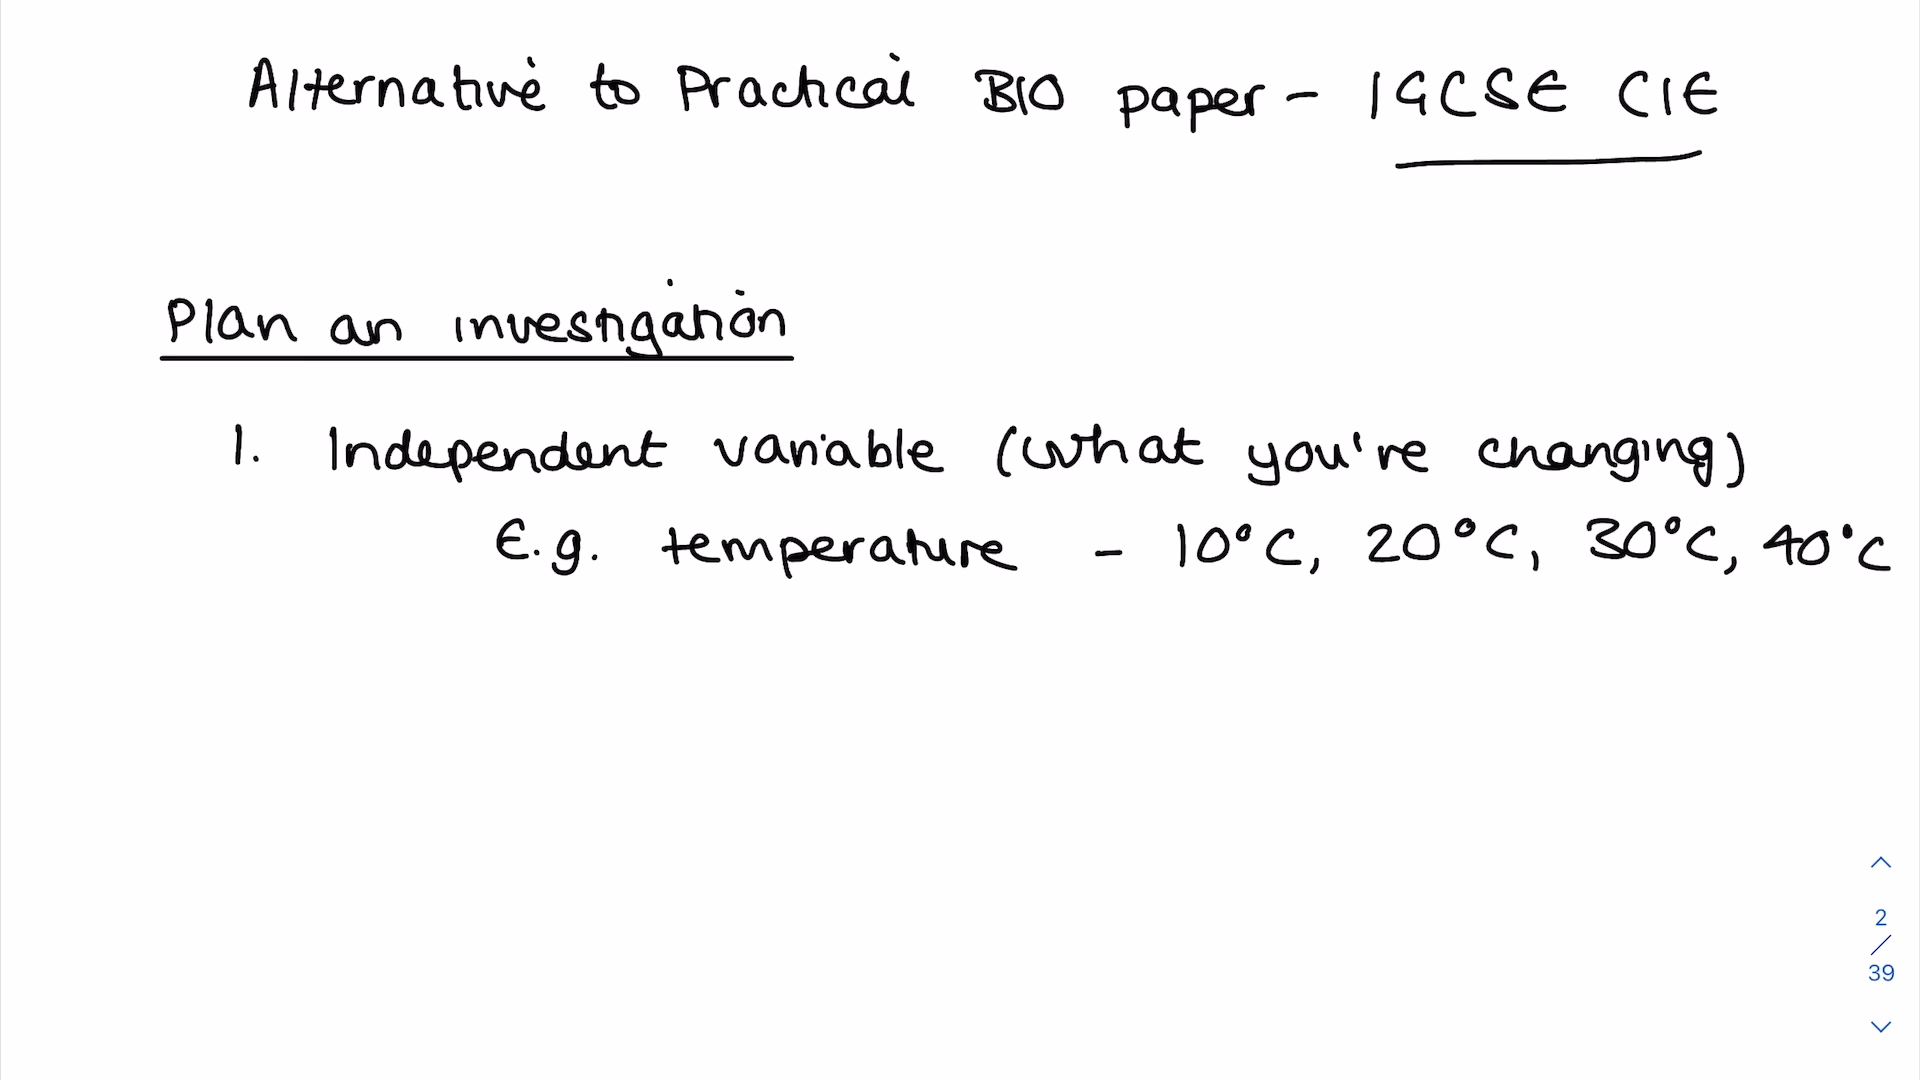 Alternative to Practical BIO paper - IGCSE CIE
Plan an investigation
1. Independent variable (what you're changing)
E.g. temperature - 10°C, 20°C, 30°C, 40°C
2
/
39